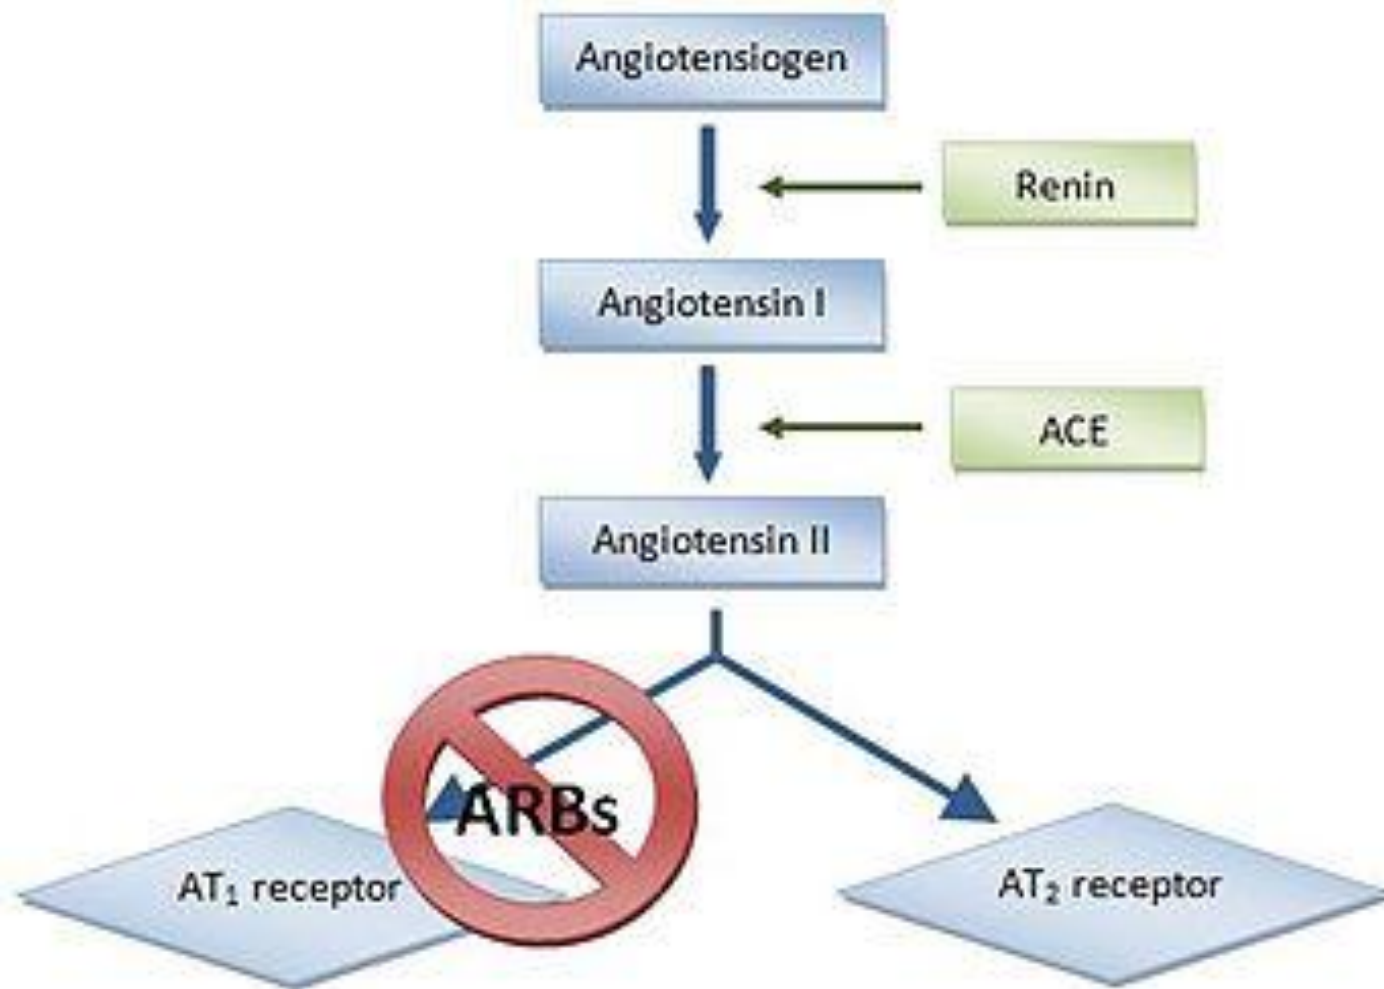 Angiotensiogen
Renin
Angiotensin I
ACE
Angiotensin II
ARBs
AT₁ receptor
AT₂ receptor